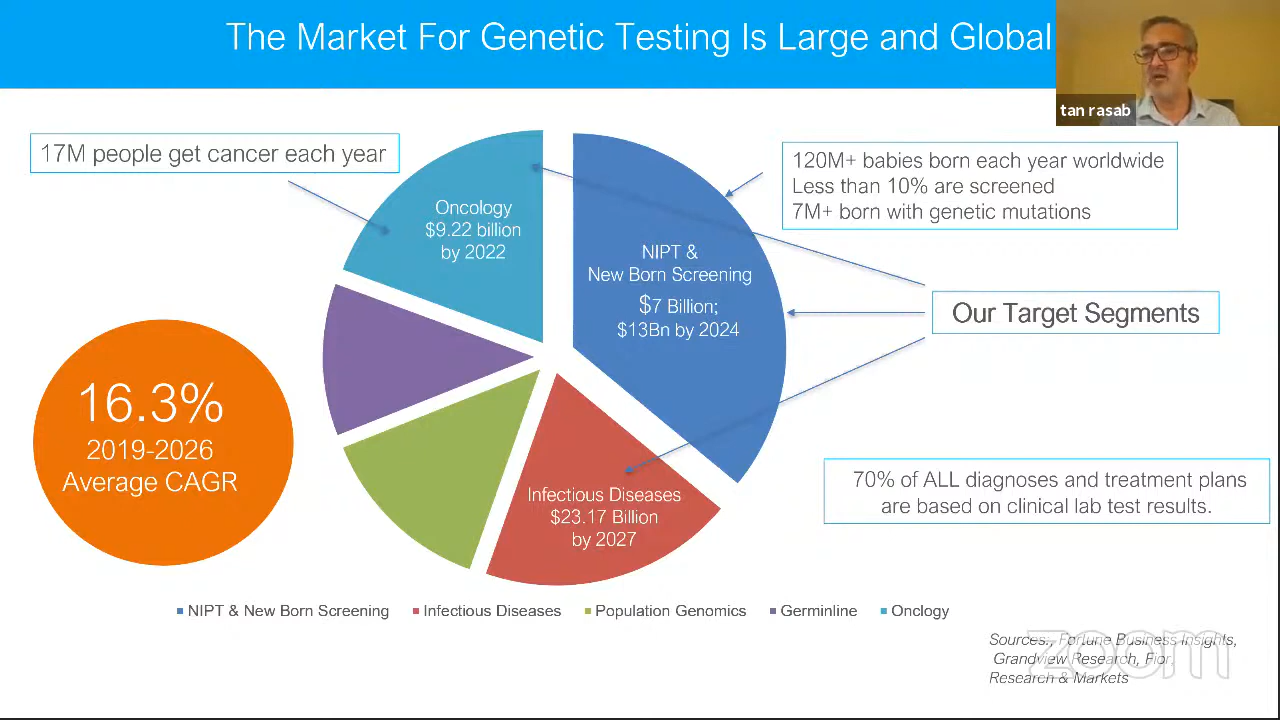 The Market For Genetic Testing Is Large and Global
tan rasab
17M people get cancer each year
120M+ babies born each year worldwide
Less than 10% are screened
7M+ born with genetic mutations
Oncology
$9.22 billion
by 2022
NIPT &
New Born Screening
$7 Billion;
$13Bn by 2024
Our Target Segments
16.3%
2019-2026
Average CAGR
70% of ALL diagnoses and treatment plans
are based on clinical lab test results.
Infectious Diseases
$23.17 Billion
by 2027
NIPT & New Born Screening
Infectious Diseases
Population Genomics
Germinline
Onclogy
Sources., Fortune Business Insights,
Grandview Research, Fior,
Research & Markets
zoom